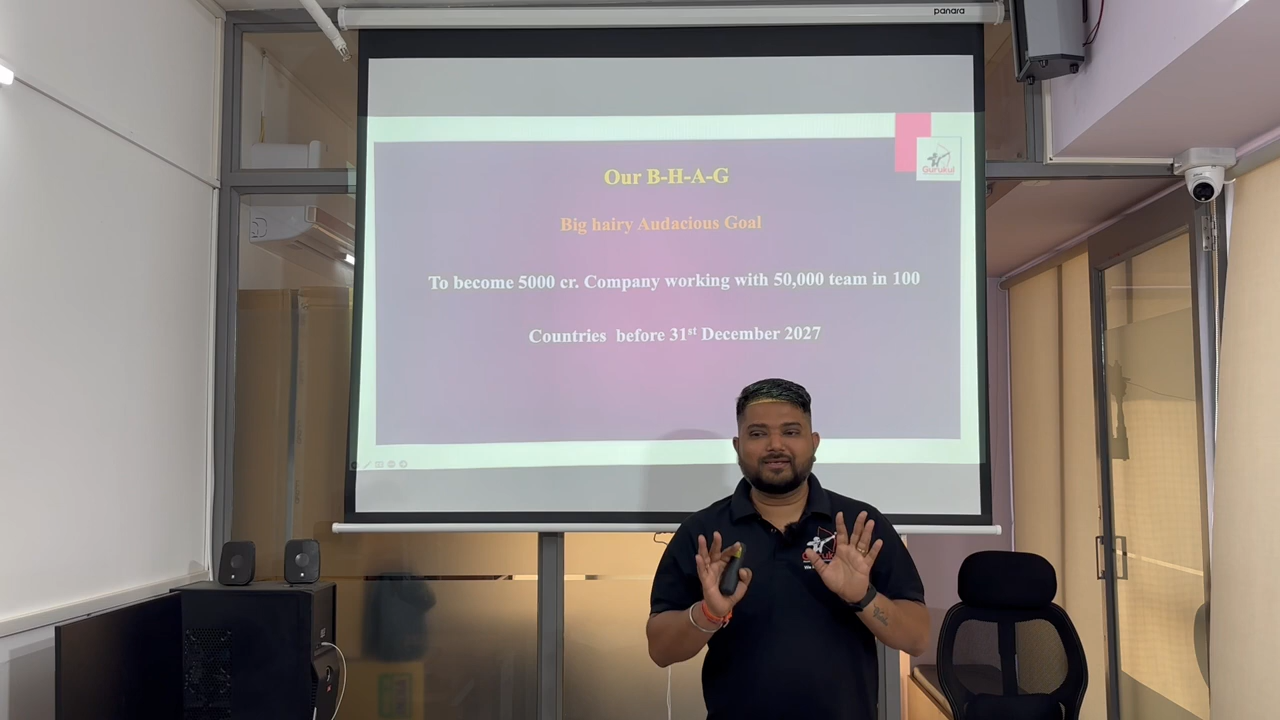 panara
Our B-H-A-G
Gurukul
Big hairy Audacious Goal
To become 5000 cr. Company working with 50,000 team in 100
Countries before 31st December 2027